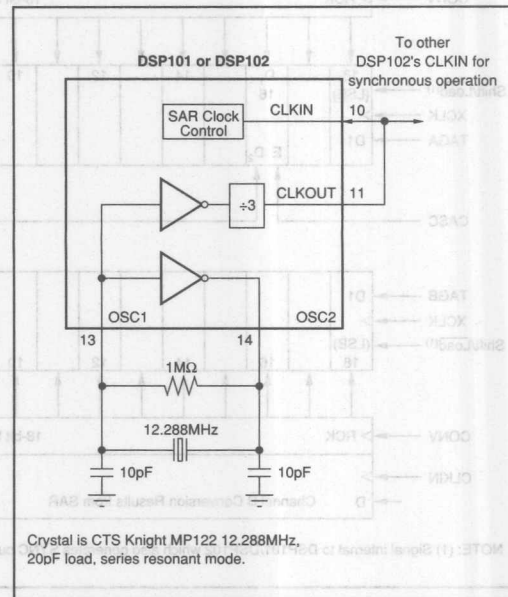 To other
DSP102's CLKIN for
synchronous operation
DSP101 or DSP102
SAR Clock
Control
CLKIN
10
÷3
CLKOUT
11
OSC1
OSC2
13
14
1MΩ
12.288MHz
10pF
10pF
Crystal is CTS Knight MP122 12.288MHz,
20pF load, series resonant mode.